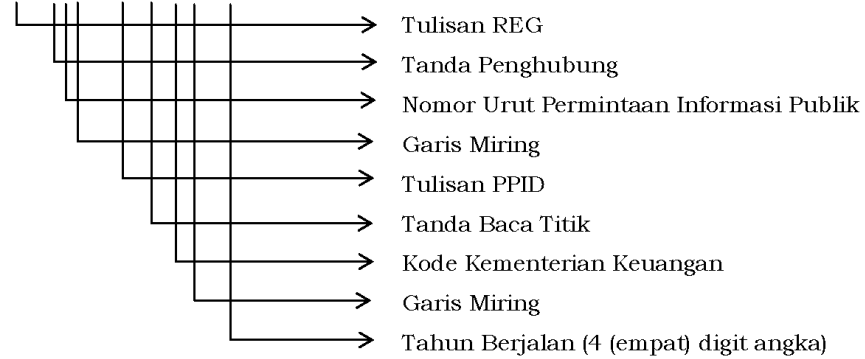 Tulisan REG
Tanda Penghubung
Nomor Urut Permintaan Informasi Publik
Garis Miring
Tulisan PPID
Tanda Baca Titik
Kode Kementerian Keuangan
Garis Miring
Tahun Berjalan (4 (empat) digit angka)